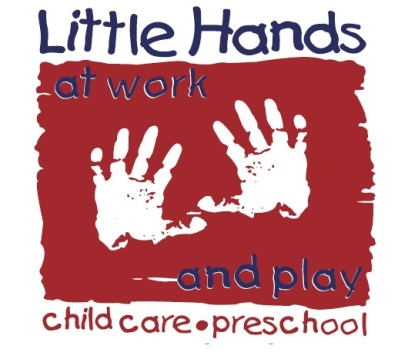 Little Hands
at work
and play
child care • preschool